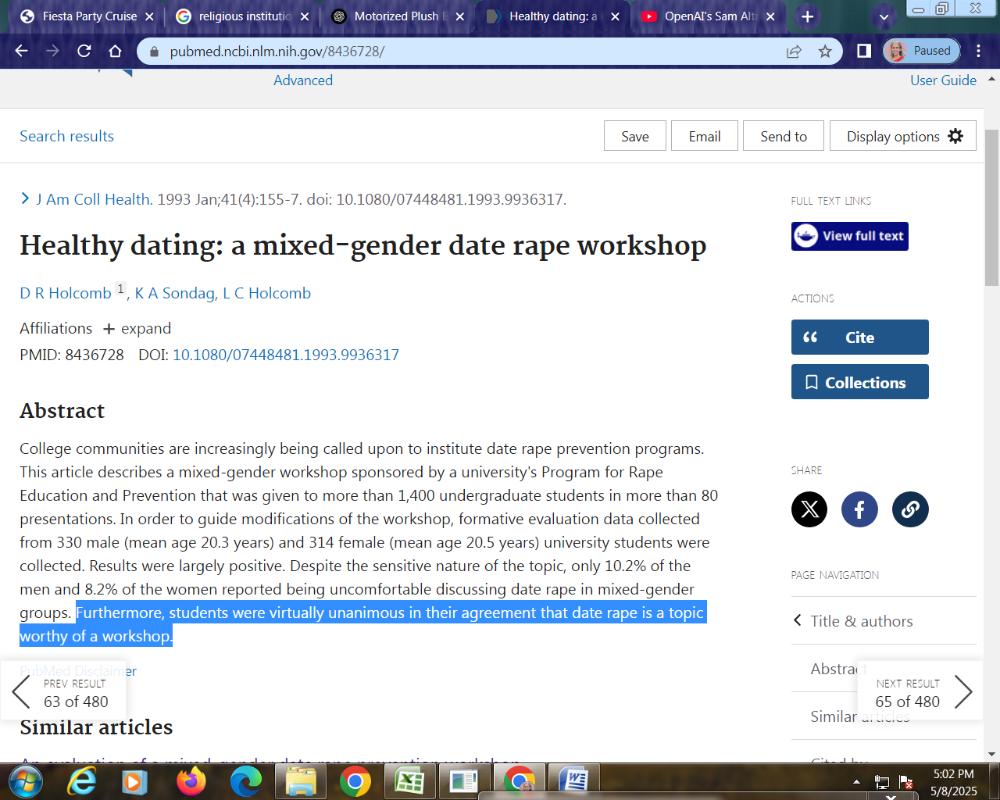 Fiesta Party Cruise
religious institutio
Motorized Plush E
Healthy dating: a
OpenAI's Sam Altr
pubmed.ncbi.nlm.nih.gov/8436728/
Paused
Advanced
User Guide
Search results
Save
Email
Send to
Display options
J Am Coll Health. 1993 Jan;41(4):155-7. doi: 10.1080/07448481.1993.9936317.
Healthy dating: a mixed-gender date rape workshop
D R Holcomb 1, K A Sondag, L C Holcomb
Affiliations + expand
PMID: 8436728 DOI: 10.1080/07448481.1993.9936317
Abstract
College communities are increasingly being called upon to institute date rape prevention programs.
This article describes a mixed-gender workshop sponsored by a university's Program for Rape
Education and Prevention that was given to more than 1,400 undergraduate students in more than 80
presentations. In order to guide modifications of the workshop, formative evaluation data collected
from 330 male (mean age 20.3 years) and 314 female (mean age 20.5 years) university students were
collected. Results were largely positive. Despite the sensitive nature of the topic, only 10.2% of the
men and 8.2% of the women reported being uncomfortable discussing date rape in mixed-gender
groups. Furthermore, students were virtually unanimous in their agreement that date rape is a topic
worthy of a workshop.
PubMed Disclaimer
PREV RESULT
63 of 480
Similar articles
An evaluation of a mixed-gender date rape prevention workshop
FULL TEXT LINKS
View full text
ACTIONS
Cite
Collections
SHARE
PAGE NAVIGATION
Title & authors
Abstract
NEXT RESULT
65 of 480
Similar articles
Cited by
5:02 PM
5/8/2025